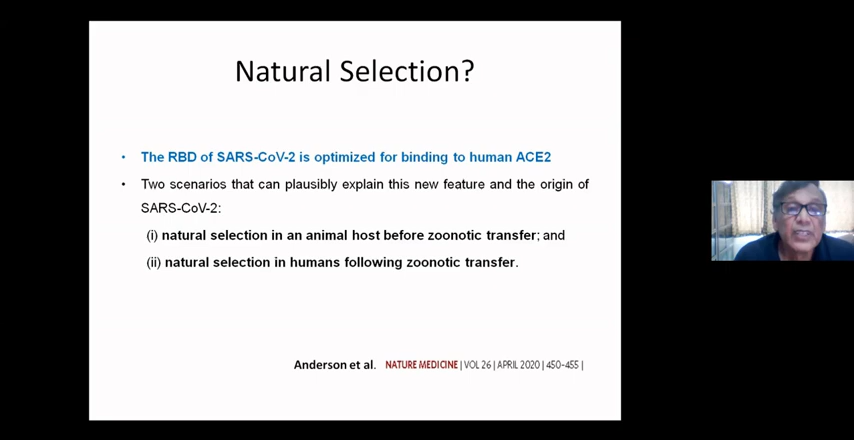 Natural Selection?
• The RBD of SARS-CoV-2 is optimized for binding to human ACE2
• Two scenarios that can plausibly explain this new feature and the origin of
SARS-CoV-2:
(i) natural selection in an animal host before zoonotic transfer; and
(ii) natural selection in humans following zoonotic transfer.
Anderson et al. NATURE MEDICINE | VOL 26 | APRIL 2020 | 450-455 |